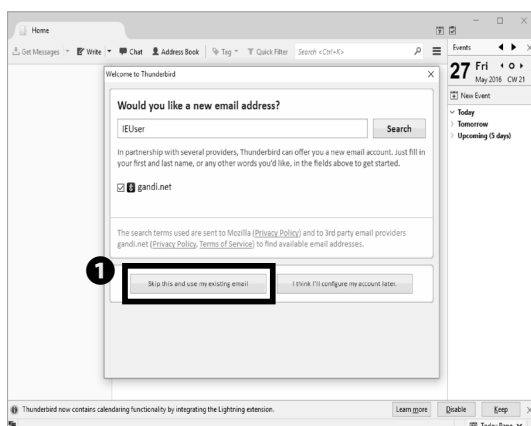 Home
Get Messages Write Chat Address Book Tag Quick Filter Search <Ctrl+K>
Events
27 Fri
May 2016 CW 21
New Event
Today
Tomorrow
Upcoming (5 days)
Welcome to Thunderbird
Would you like a new email address?
IEUser Search
In partnership with several providers, Thunderbird can offer you a new email account. Just fill in
your first and last name, or any other words you'd like, in the fields above to get started.
gandi.net
The search terms used are sent to Mozilla (Privacy Policy) and to 3rd party email providers
gandi.net (Privacy Policy, Terms of Service) to find available email addresses.
1
Skip this and use my existing email I think I'll configure my account later.
Thunderbird now contains calendaring functionality by integrating the Lightning extension. Learn more Disable Keep
Today Pane